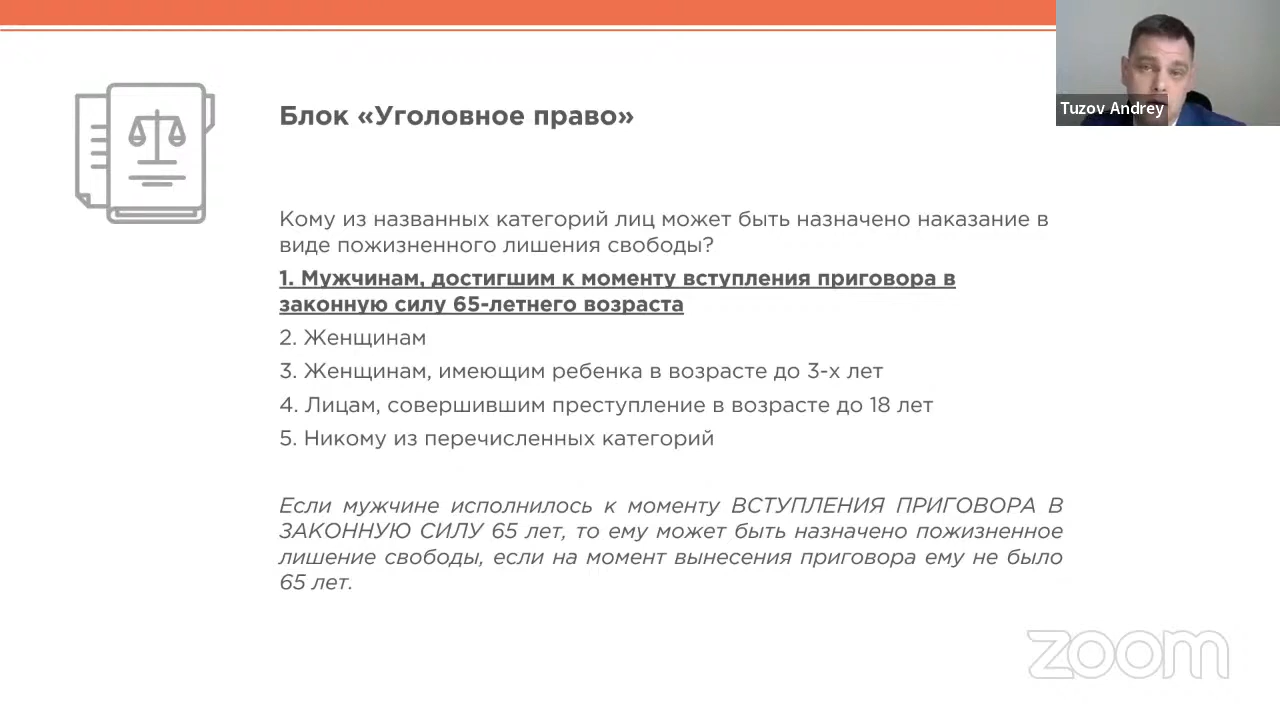 Tuzov Andrey
Блок «Уголовное право»
Кому из названных категорий лиц может быть назначено наказание в
виде пожизненного лишения свободы?
1. Мужчинам, достигшим к моменту вступления приговора в
законную силу 65-летнего возраста
2. Женщинам
3. Женщинам, имеющим ребенка в возрасте до 3-х лет
4. Лицам, совершившим преступление в возрасте до 18 лет
5. Никому из перечисленных категорий
Если мужчине исполнилось к моменту ВСТУПЛЕНИЯ ПРИГОВОРА В
ЗАКОННУЮ СИЛУ 65 лет, то ему может быть назначено пожизненное
лишение свободы, если на момент вынесения приговора ему не было
65 лет.
zoom